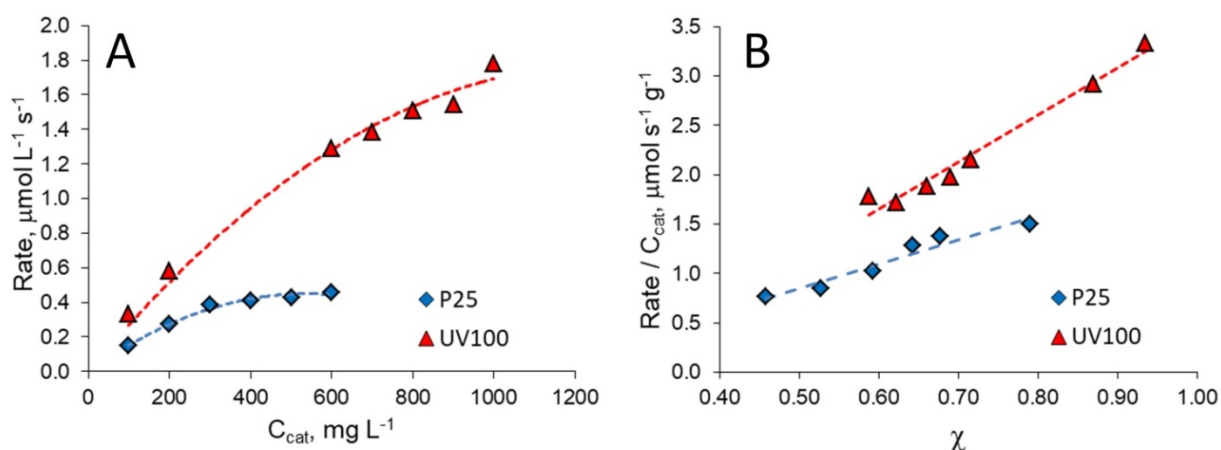 A
Rate, µmol L⁻¹ s⁻¹
2.0
1.8
1.6
1.4
1.2
1.0
0.8
0.6
0.4
0.2
0.0
P25
UV100
0 200 400 600 800 1000 1200
C_cat, mg L⁻¹
B
Rate / C_cat, µmol s⁻¹ g⁻¹
3.5
3.0
2.5
2.0
1.5
1.0
0.5
0.0
P25
UV100
0.40 0.50 0.60 0.70 0.80 0.90 1.00
χ